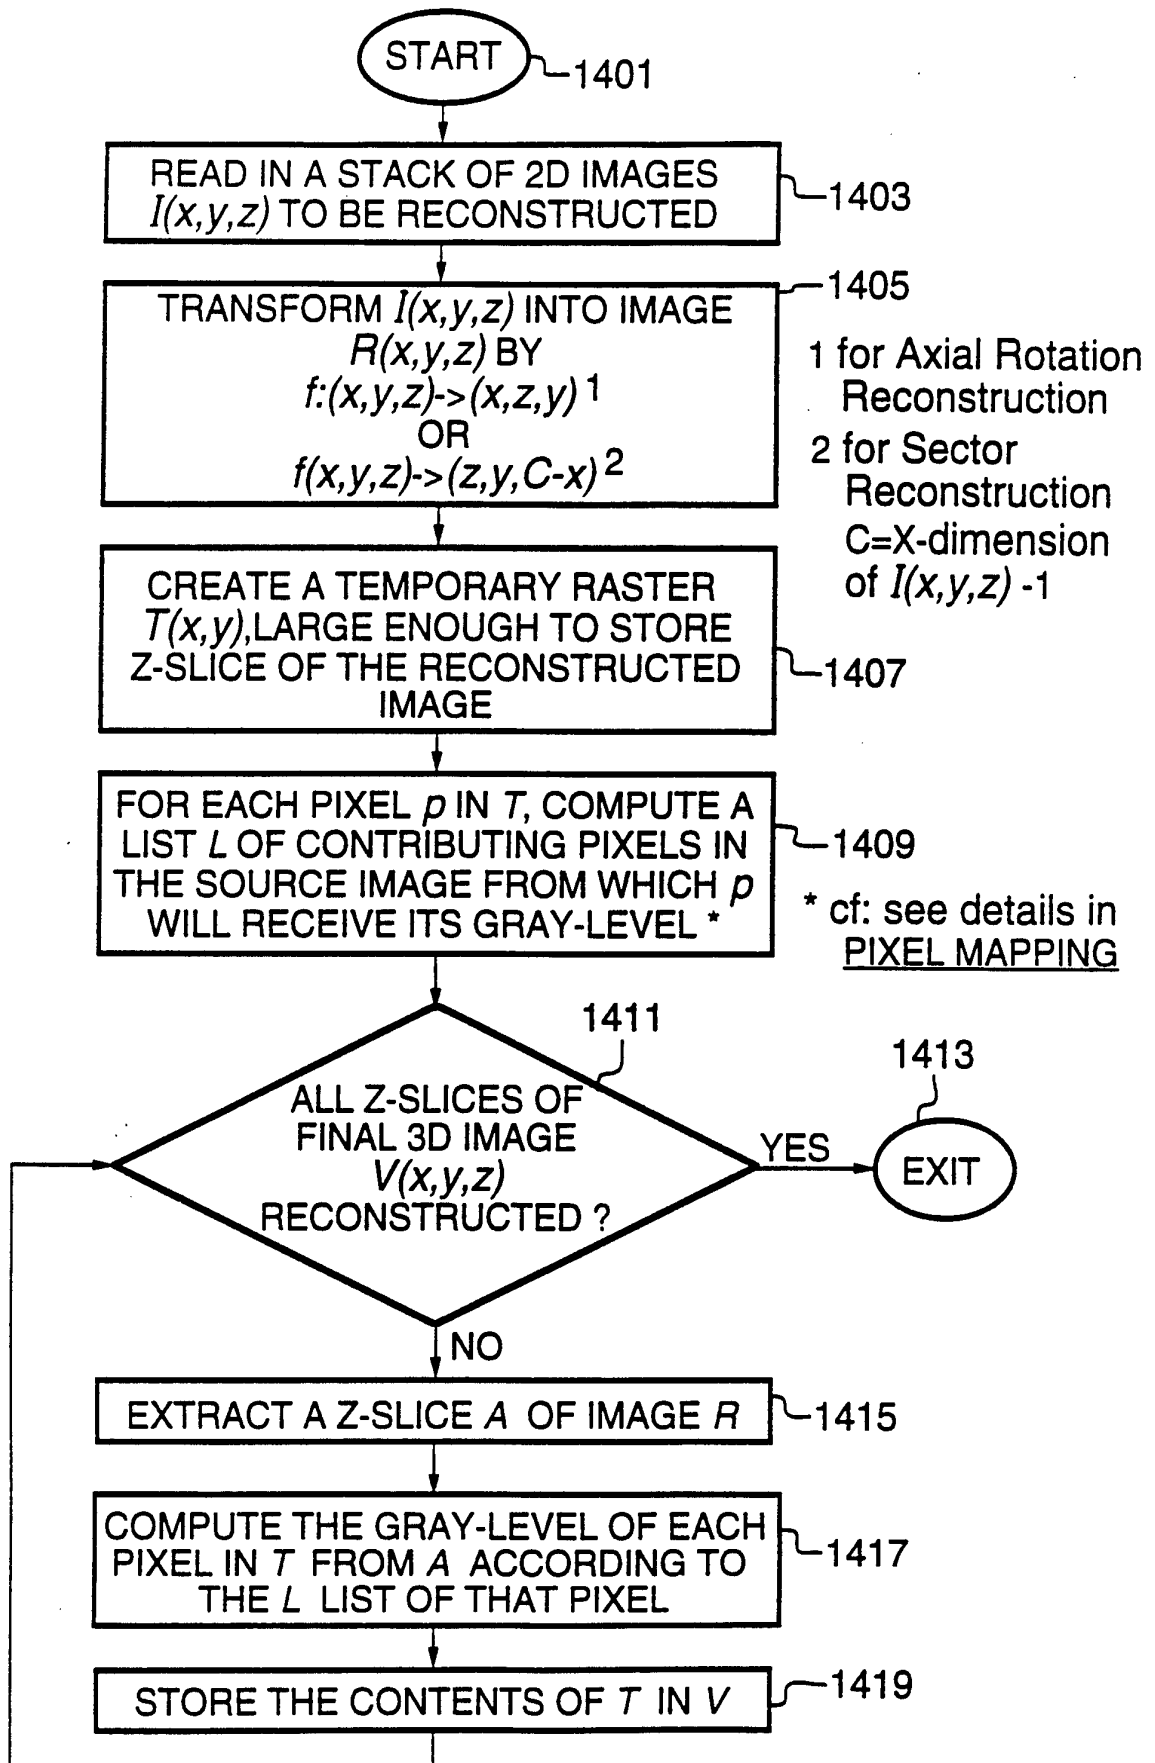 START
1401
READ IN A STACK OF 2D IMAGES
I(x,y,z) TO BE RECONSTRUCTED
1403
1405
TRANSFORM I(x,y,z) INTO IMAGE
R(x,y,z) BY
f:(x,y,z)->(x,z,y) 1
OR
f(x,y,z)->(z,y,C-x) 2
1 for Axial Rotation
Reconstruction
2 for Sector
Reconstruction
C=X-dimension
of I(x,y,z) -1
CREATE A TEMPORARY RASTER
T(x,y),LARGE ENOUGH TO STORE
Z-SLICE OF THE RECONSTRUCTED
IMAGE
1407
FOR EACH PIXEL p IN T, COMPUTE A
LIST L OF CONTRIBUTING PIXELS IN
THE SOURCE IMAGE FROM WHICH p
WILL RECEIVE ITS GRAY-LEVEL *
1409
* cf: see details in
PIXEL MAPPING
1411
ALL Z-SLICES OF
FINAL 3D IMAGE
V(x,y,z)
RECONSTRUCTED ?
YES
1413
EXIT
NO
EXTRACT A Z-SLICE A OF IMAGE R
1415
COMPUTE THE GRAY-LEVEL OF EACH
PIXEL IN T FROM A ACCORDING TO
THE L LIST OF THAT PIXEL
1417
STORE THE CONTENTS OF T IN V
1419